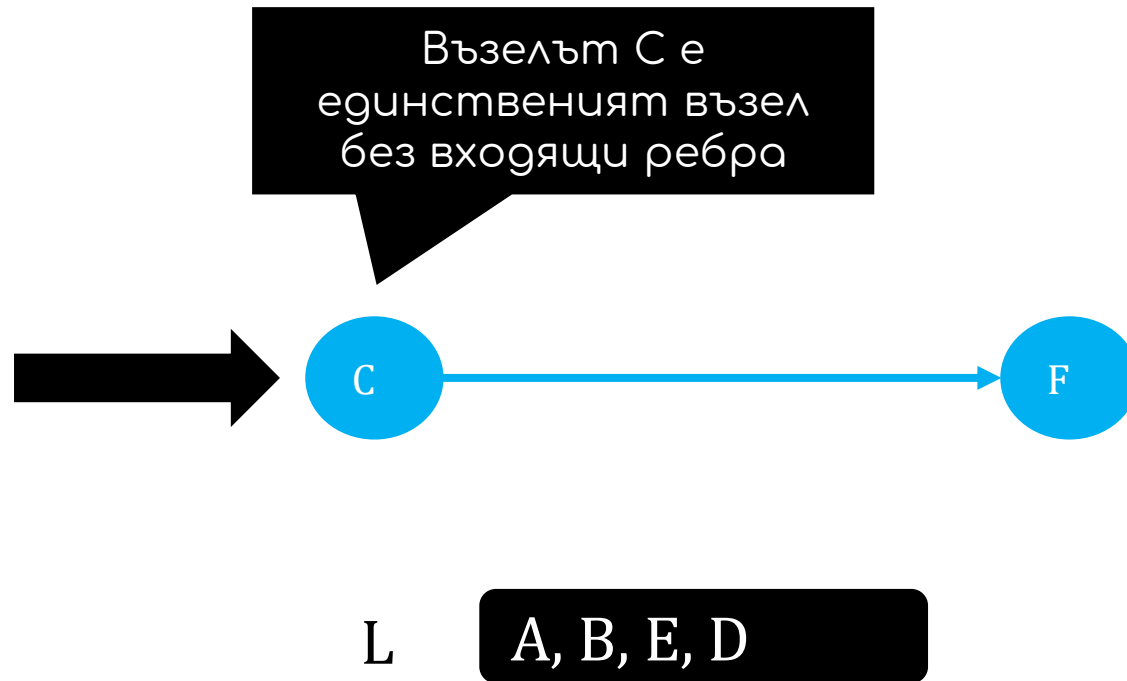 Възелът C е
единственият възел
без входящи ребра
C
F
L
A, B, E, D